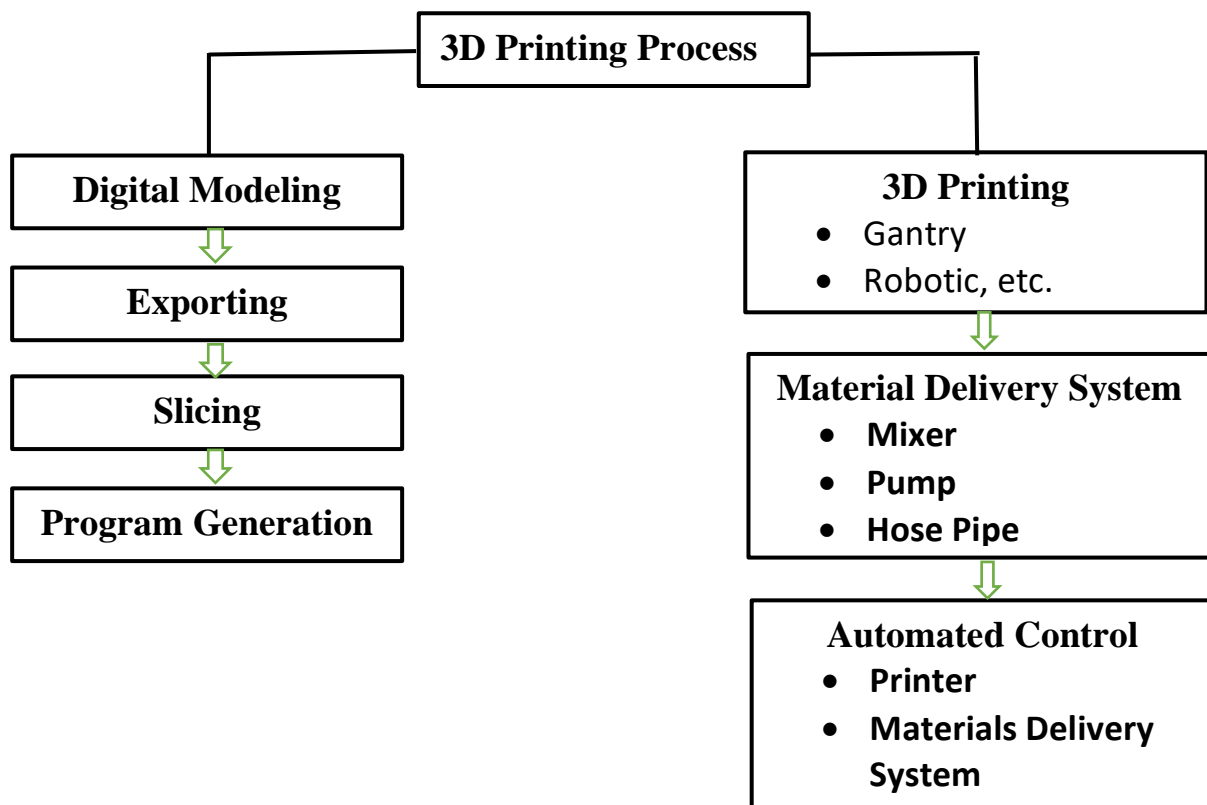 3D Printing Process
Digital Modeling
Exporting
Slicing
Program Generation
3D Printing
• Gantry
• Robotic, etc.
Material Delivery System
• Mixer
• Pump
• Hose Pipe
Automated Control
• Printer
• Materials Delivery
System